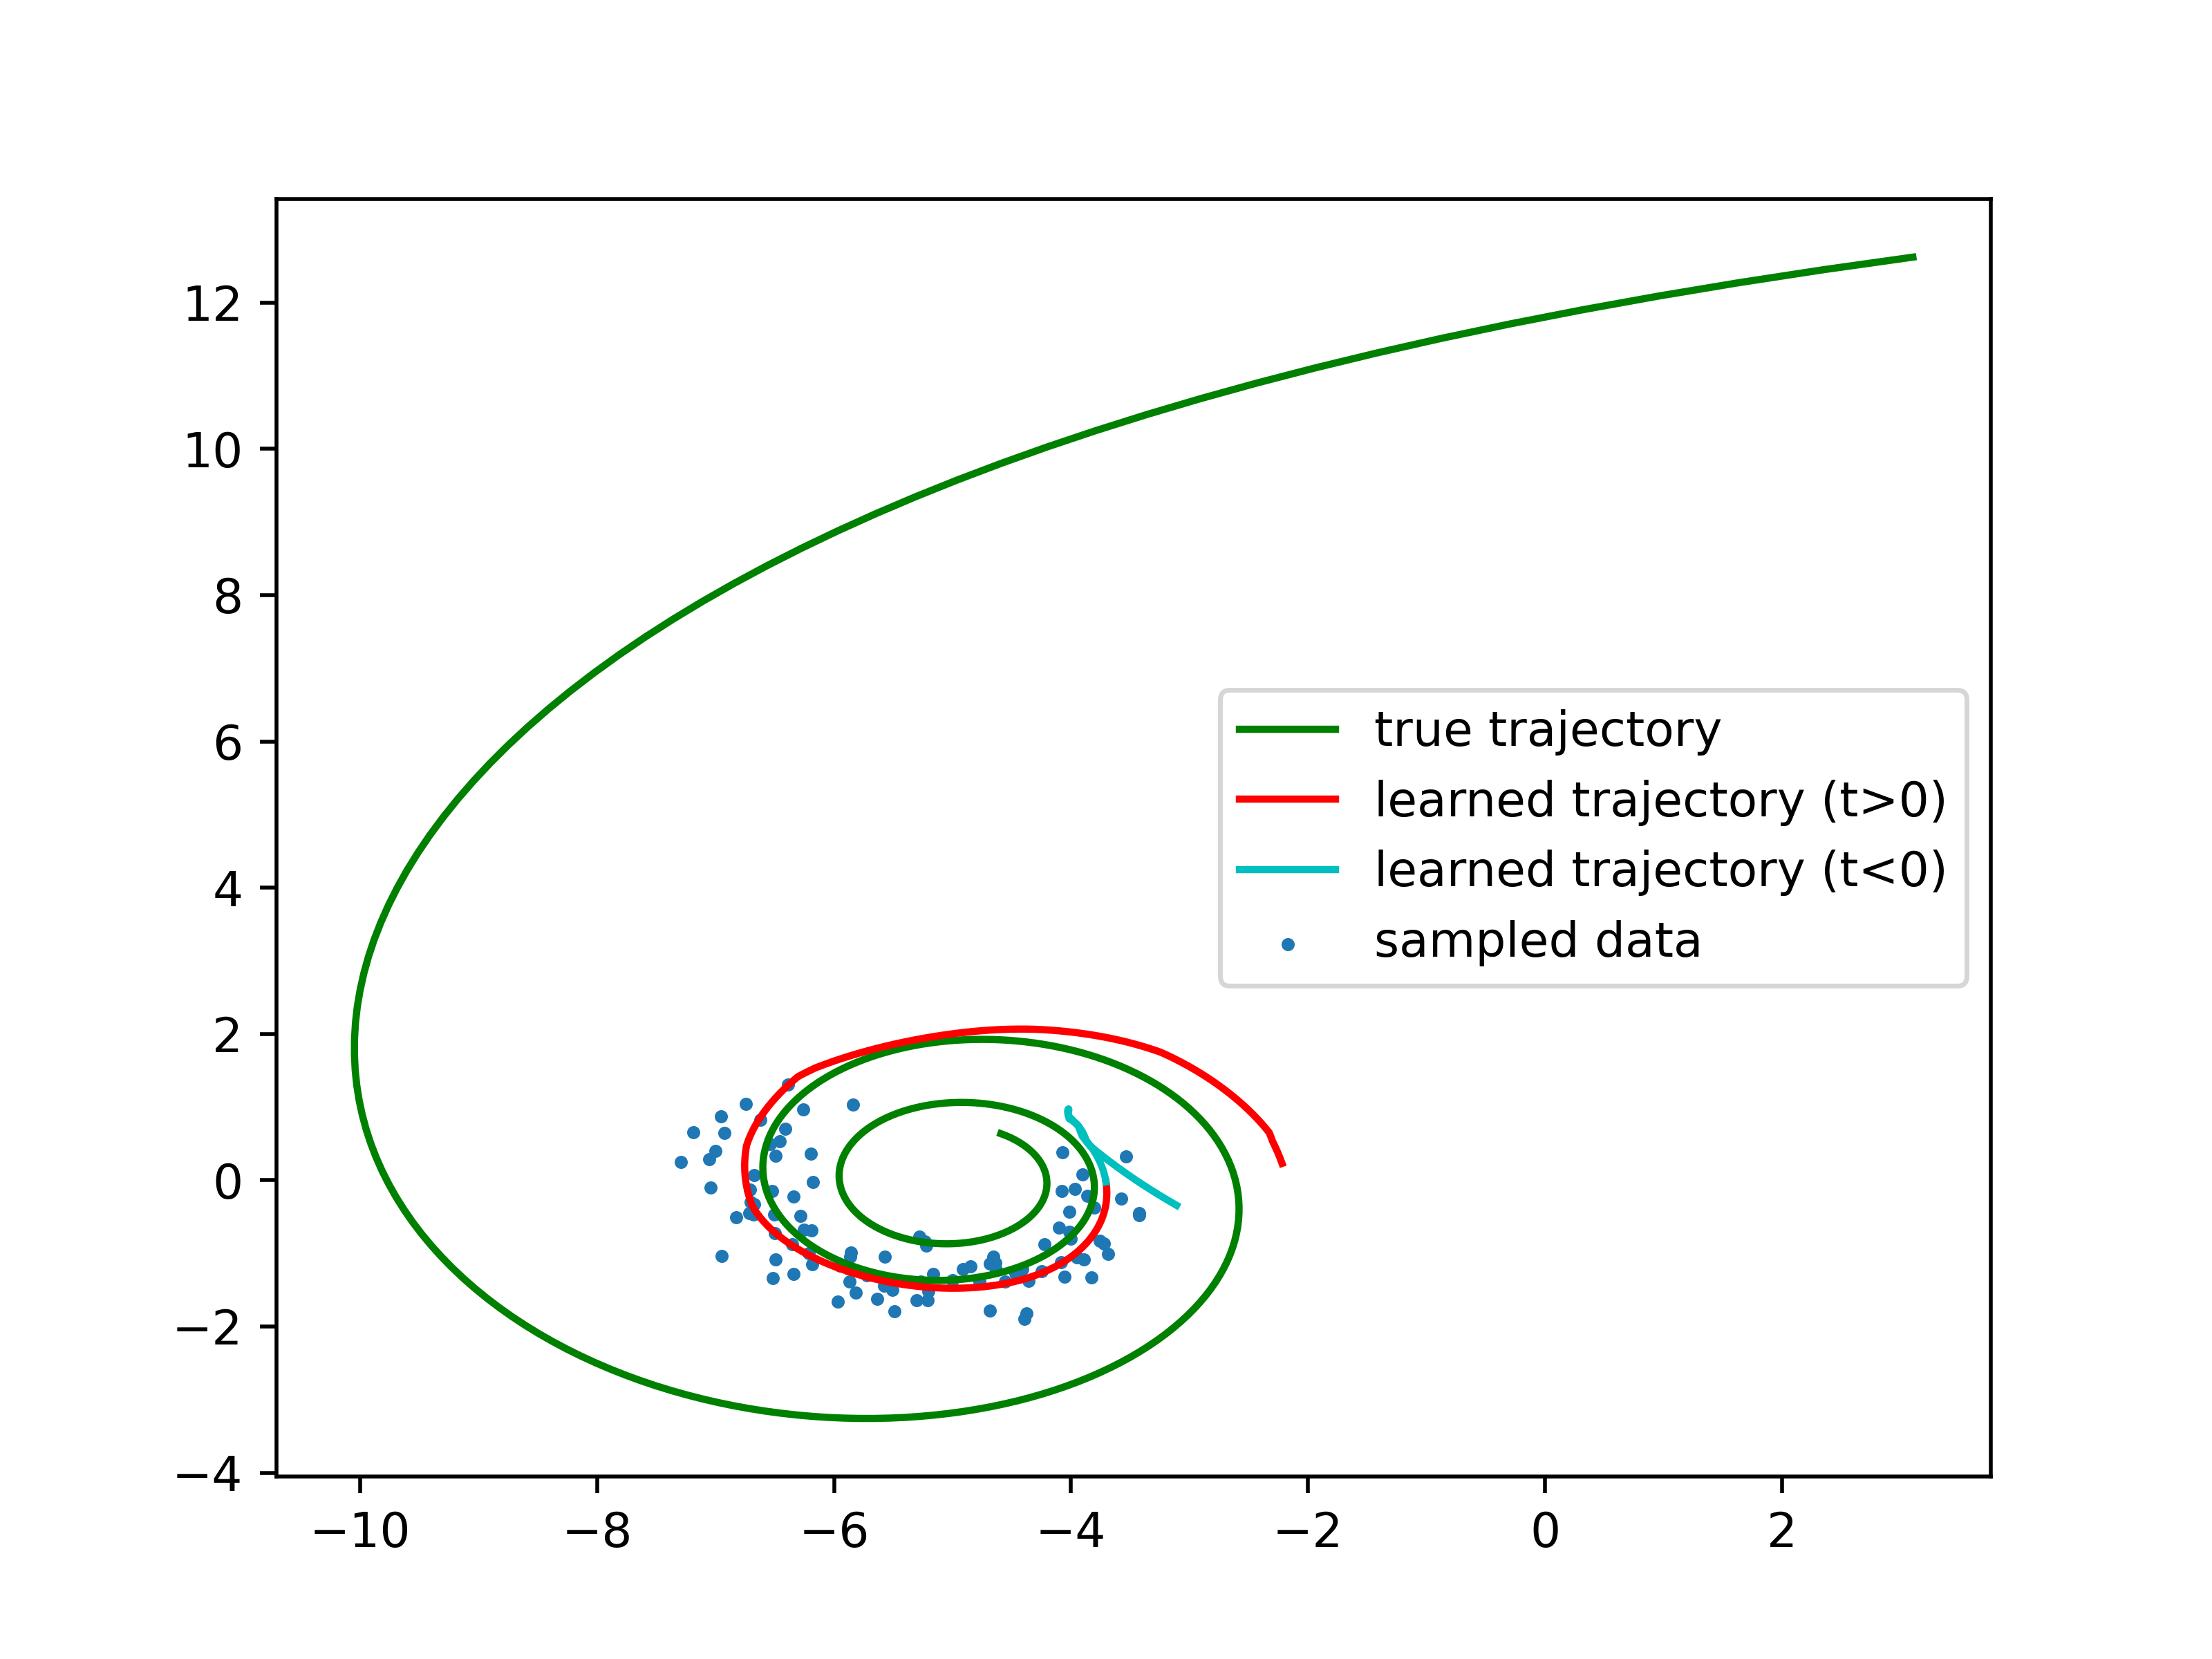 12
10
8
6
4
2
0
−2
−4
true trajectory
learned trajectory (t>0)
learned trajectory (t<0)
sampled data
−10 −8 −6 −4 −2 0 2